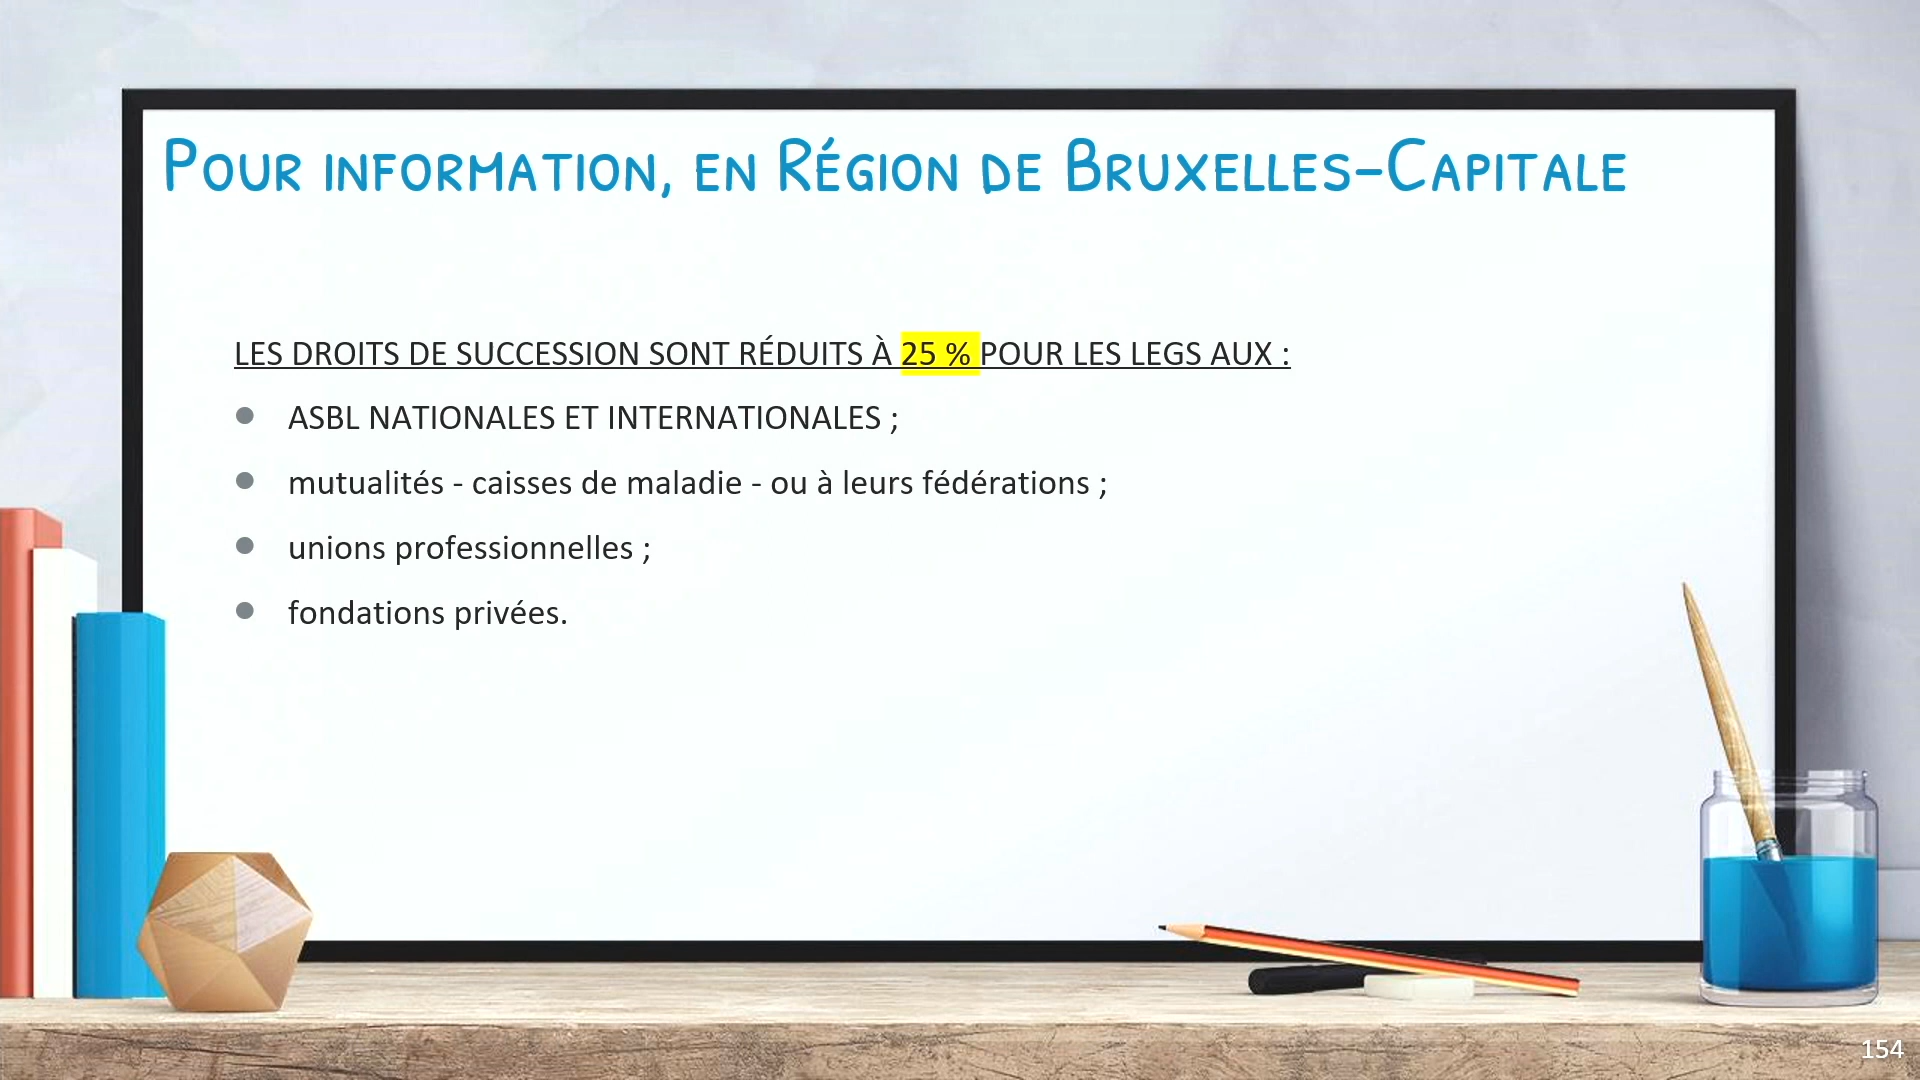 Pour information, en Région de Bruxelles-Capitale
LES DROITS DE SUCCESSION SONT RÉDUITS À 25 % POUR LES LEGS AUX :
● ASBL NATIONALES ET INTERNATIONALES ;
● mutualités - caisses de maladie - ou à leurs fédérations ;
● unions professionnelles ;
● fondations privées.
154